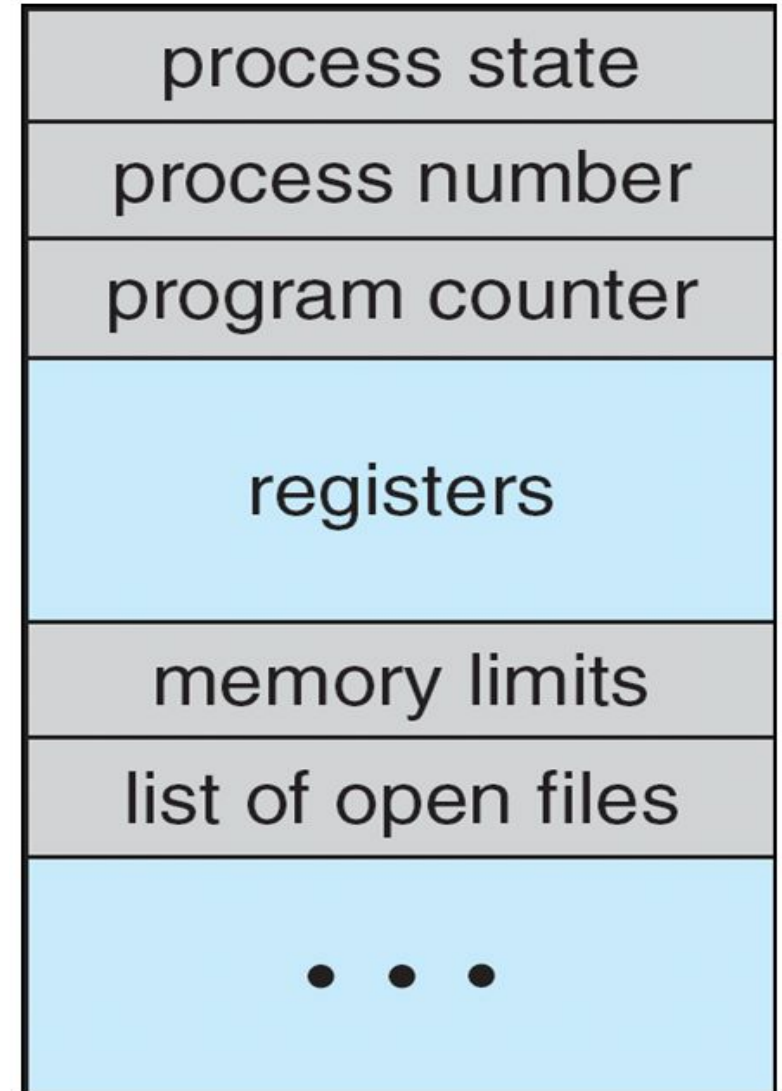 process state
process number
program counter
registers
memory limits
list of open files
• • •